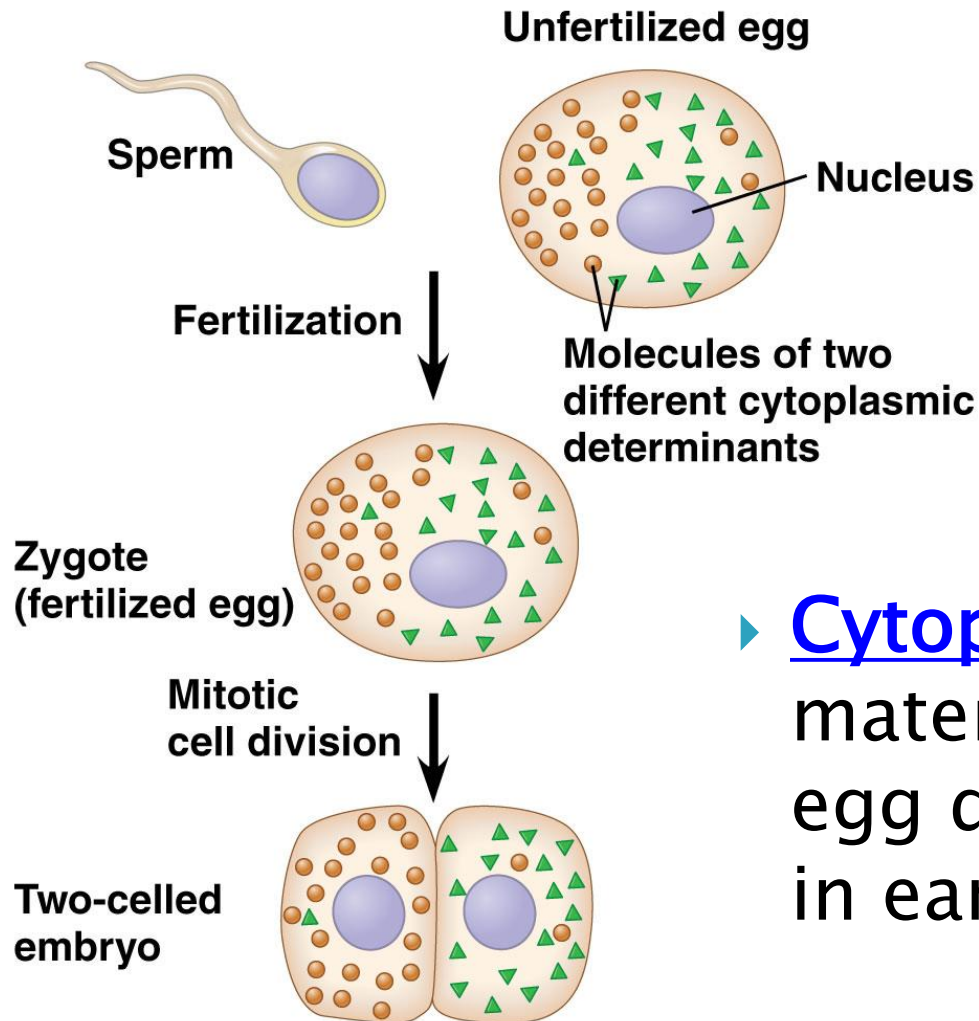 Unfertilized egg
Sperm
Nucleus
Fertilization
Molecules of two
different cytoplasmic
determinants
Zygote
(fertilized egg)
Mitotic
cell division
Two-celled
embryo
Cytop
mater
egg
in ear